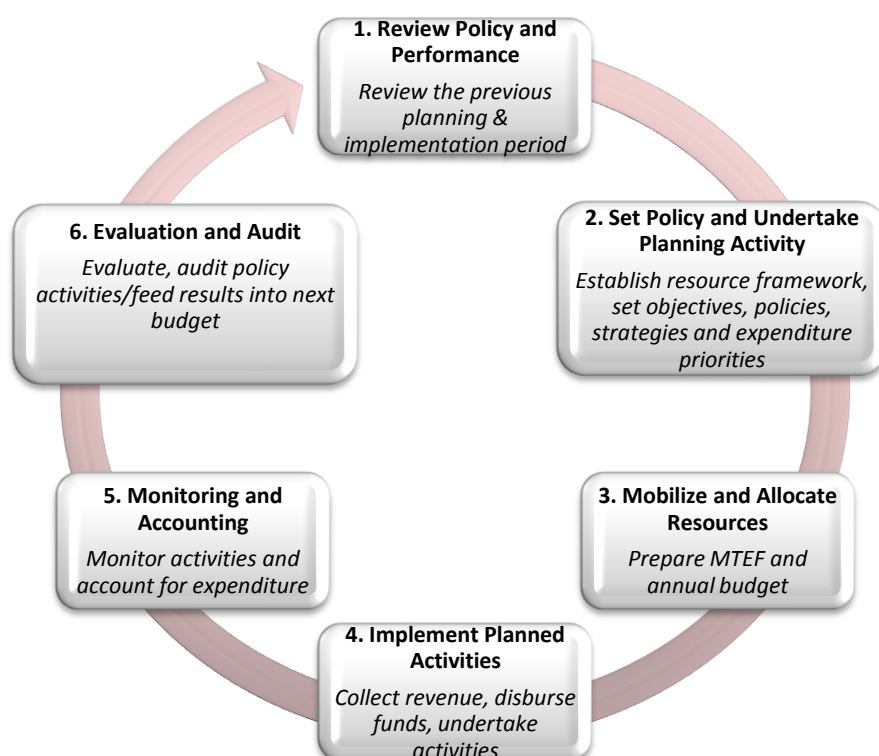 1. Review Policy and
Performance
Review the previous
planning &
implementation period
2. Set Policy and Undertake
Planning Activity
Establish resource framework,
set objectives, policies,
strategies and expenditure
priorities
3. Mobilize and Allocate
Resources
Prepare MTEF and
annual budget
4. Implement Planned
Activities
Collect revenue, disburse
funds, undertake
activities
5. Monitoring and
Accounting
Monitor activities and
account for expenditure
6. Evaluation and Audit
Evaluate, audit policy
activities/feed results into next
budget